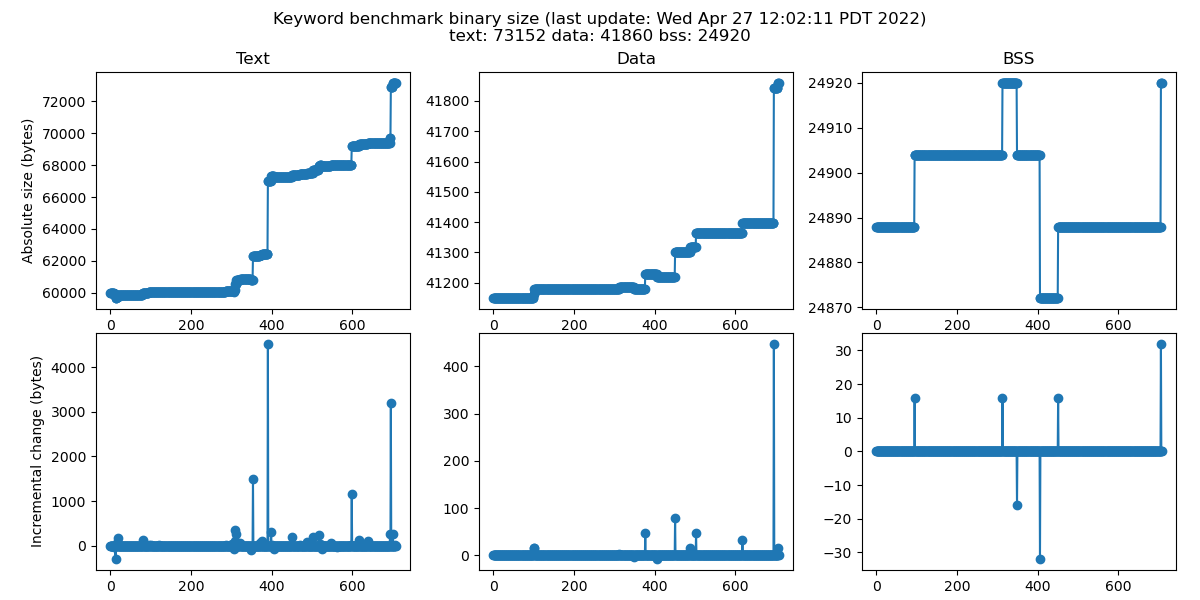 Keyword benchmark binary size (last update: Wed Apr 27 12:02:11 PDT 2022)
text: 73152 data: 41860 bss: 24920
Text
Data
BSS
Absolute size (bytes)
72000
70000
68000
66000
64000
62000
60000
0 200 400 600
41800
41700
41600
41500
41400
41300
41200
0 200 400 600
24920
24910
24900
24890
24880
24870
0 200 400 600
Incremental change (bytes)
4000
3000
2000
1000
0
0 200 400 600
400
300
200
100
0
0 200 400 600
30
20
10
0
−10
−20
−30
0 200 400 600